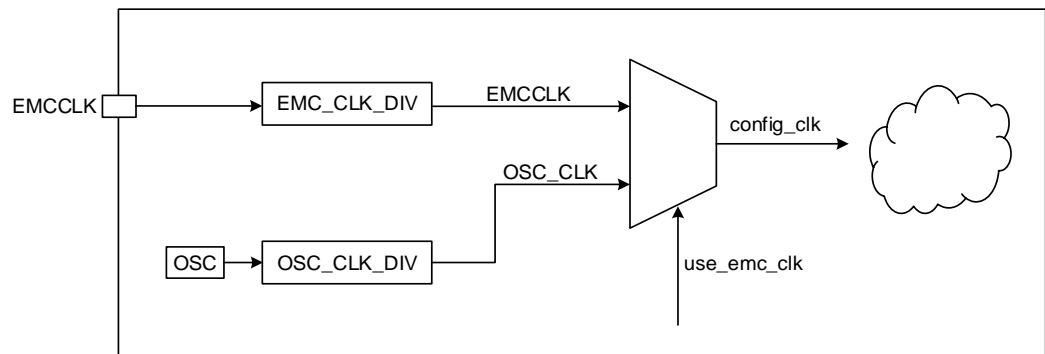 EMCCLK
EMC_CLK_DIV
EMCCLK
config_clk
OSC_CLK
OSC
OSC_CLK_DIV
use_emc_clk